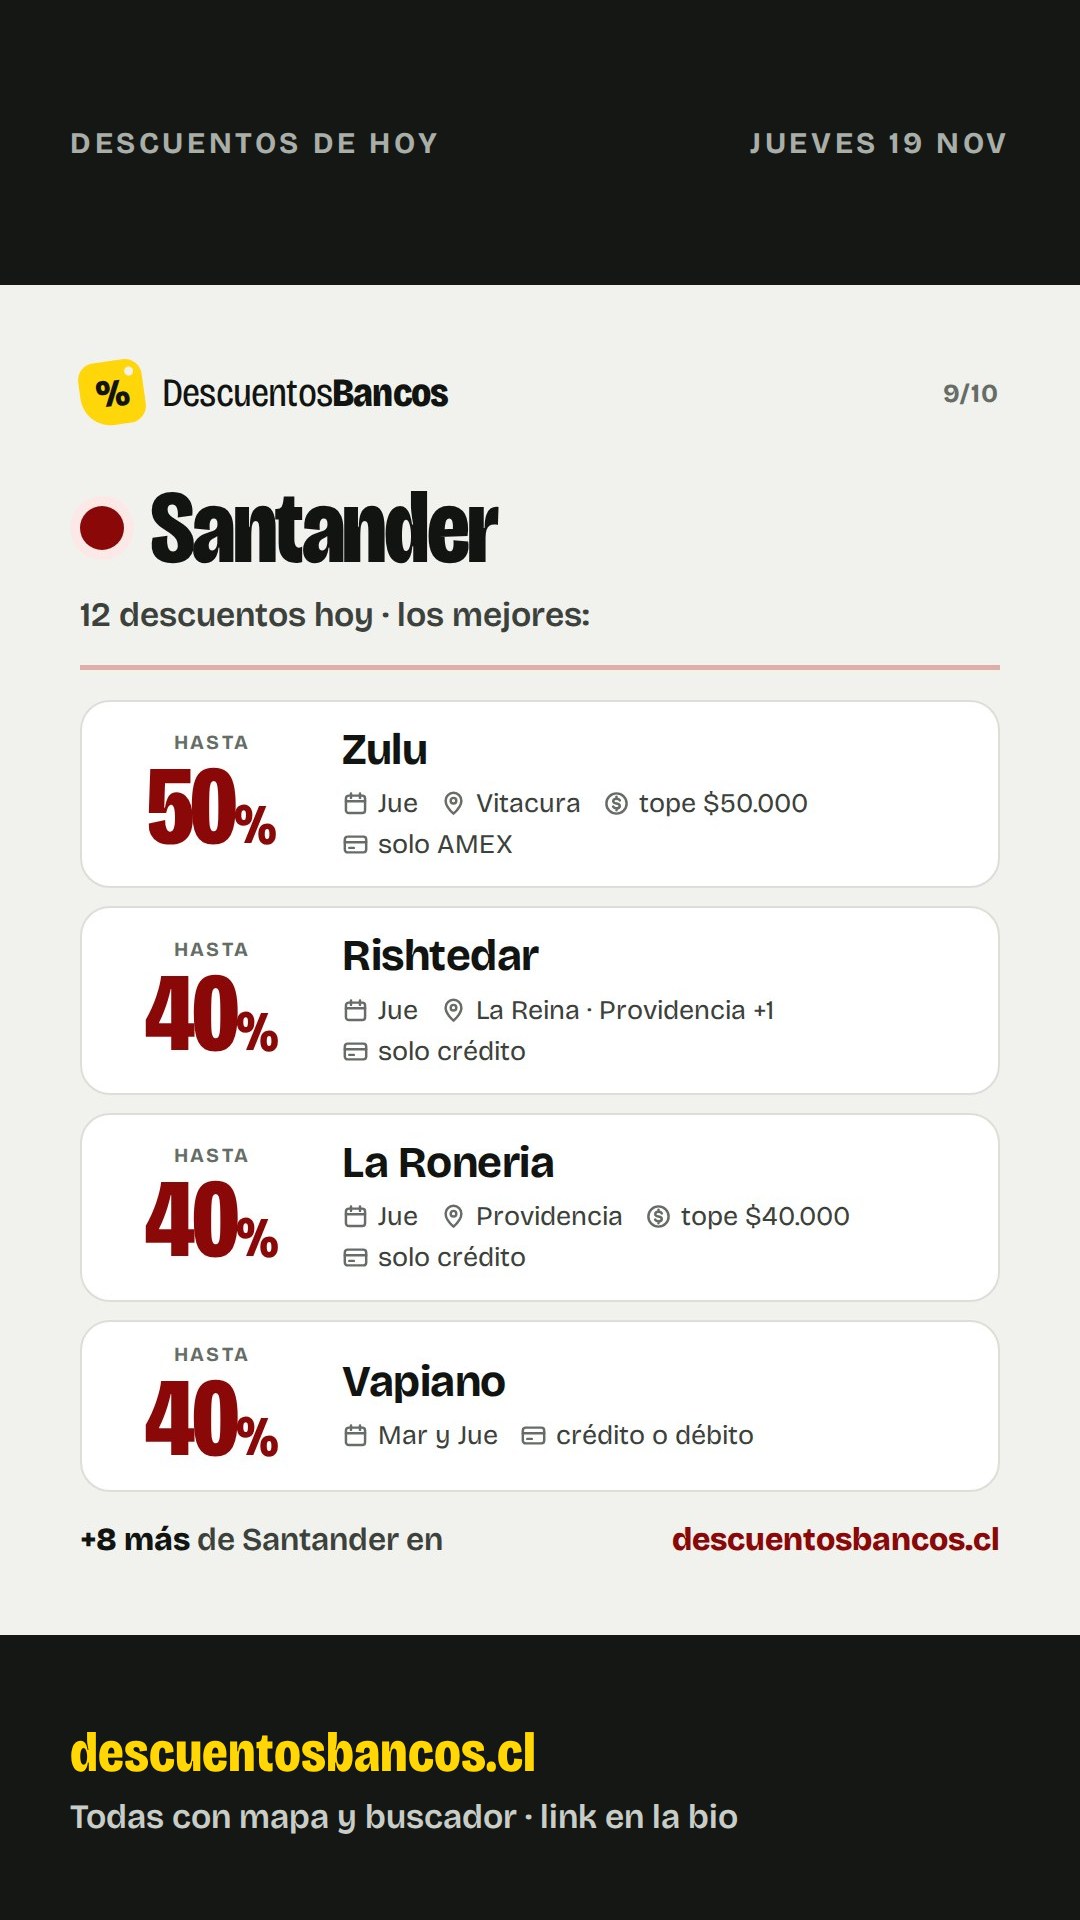 DESCUENTOS DE HOY
JUEVES 19 NOV
% DescuentosBancos
9/10
Santander
12 descuentos hoy · los mejores:
HASTA
50%
Zulu
Jue Vitacura tope $50.000
solo AMEX
HASTA
40%
Rishtedar
Jue La Reina · Providencia +1
solo crédito
HASTA
40%
La Roneria
Jue Providencia tope $40.000
solo crédito
HASTA
40%
Vapiano
Mar y Jue crédito o débito
+8 más de Santander en
descuentosbancos.cl
descuentosbancos.cl
Todas con mapa y buscador · link en la bio